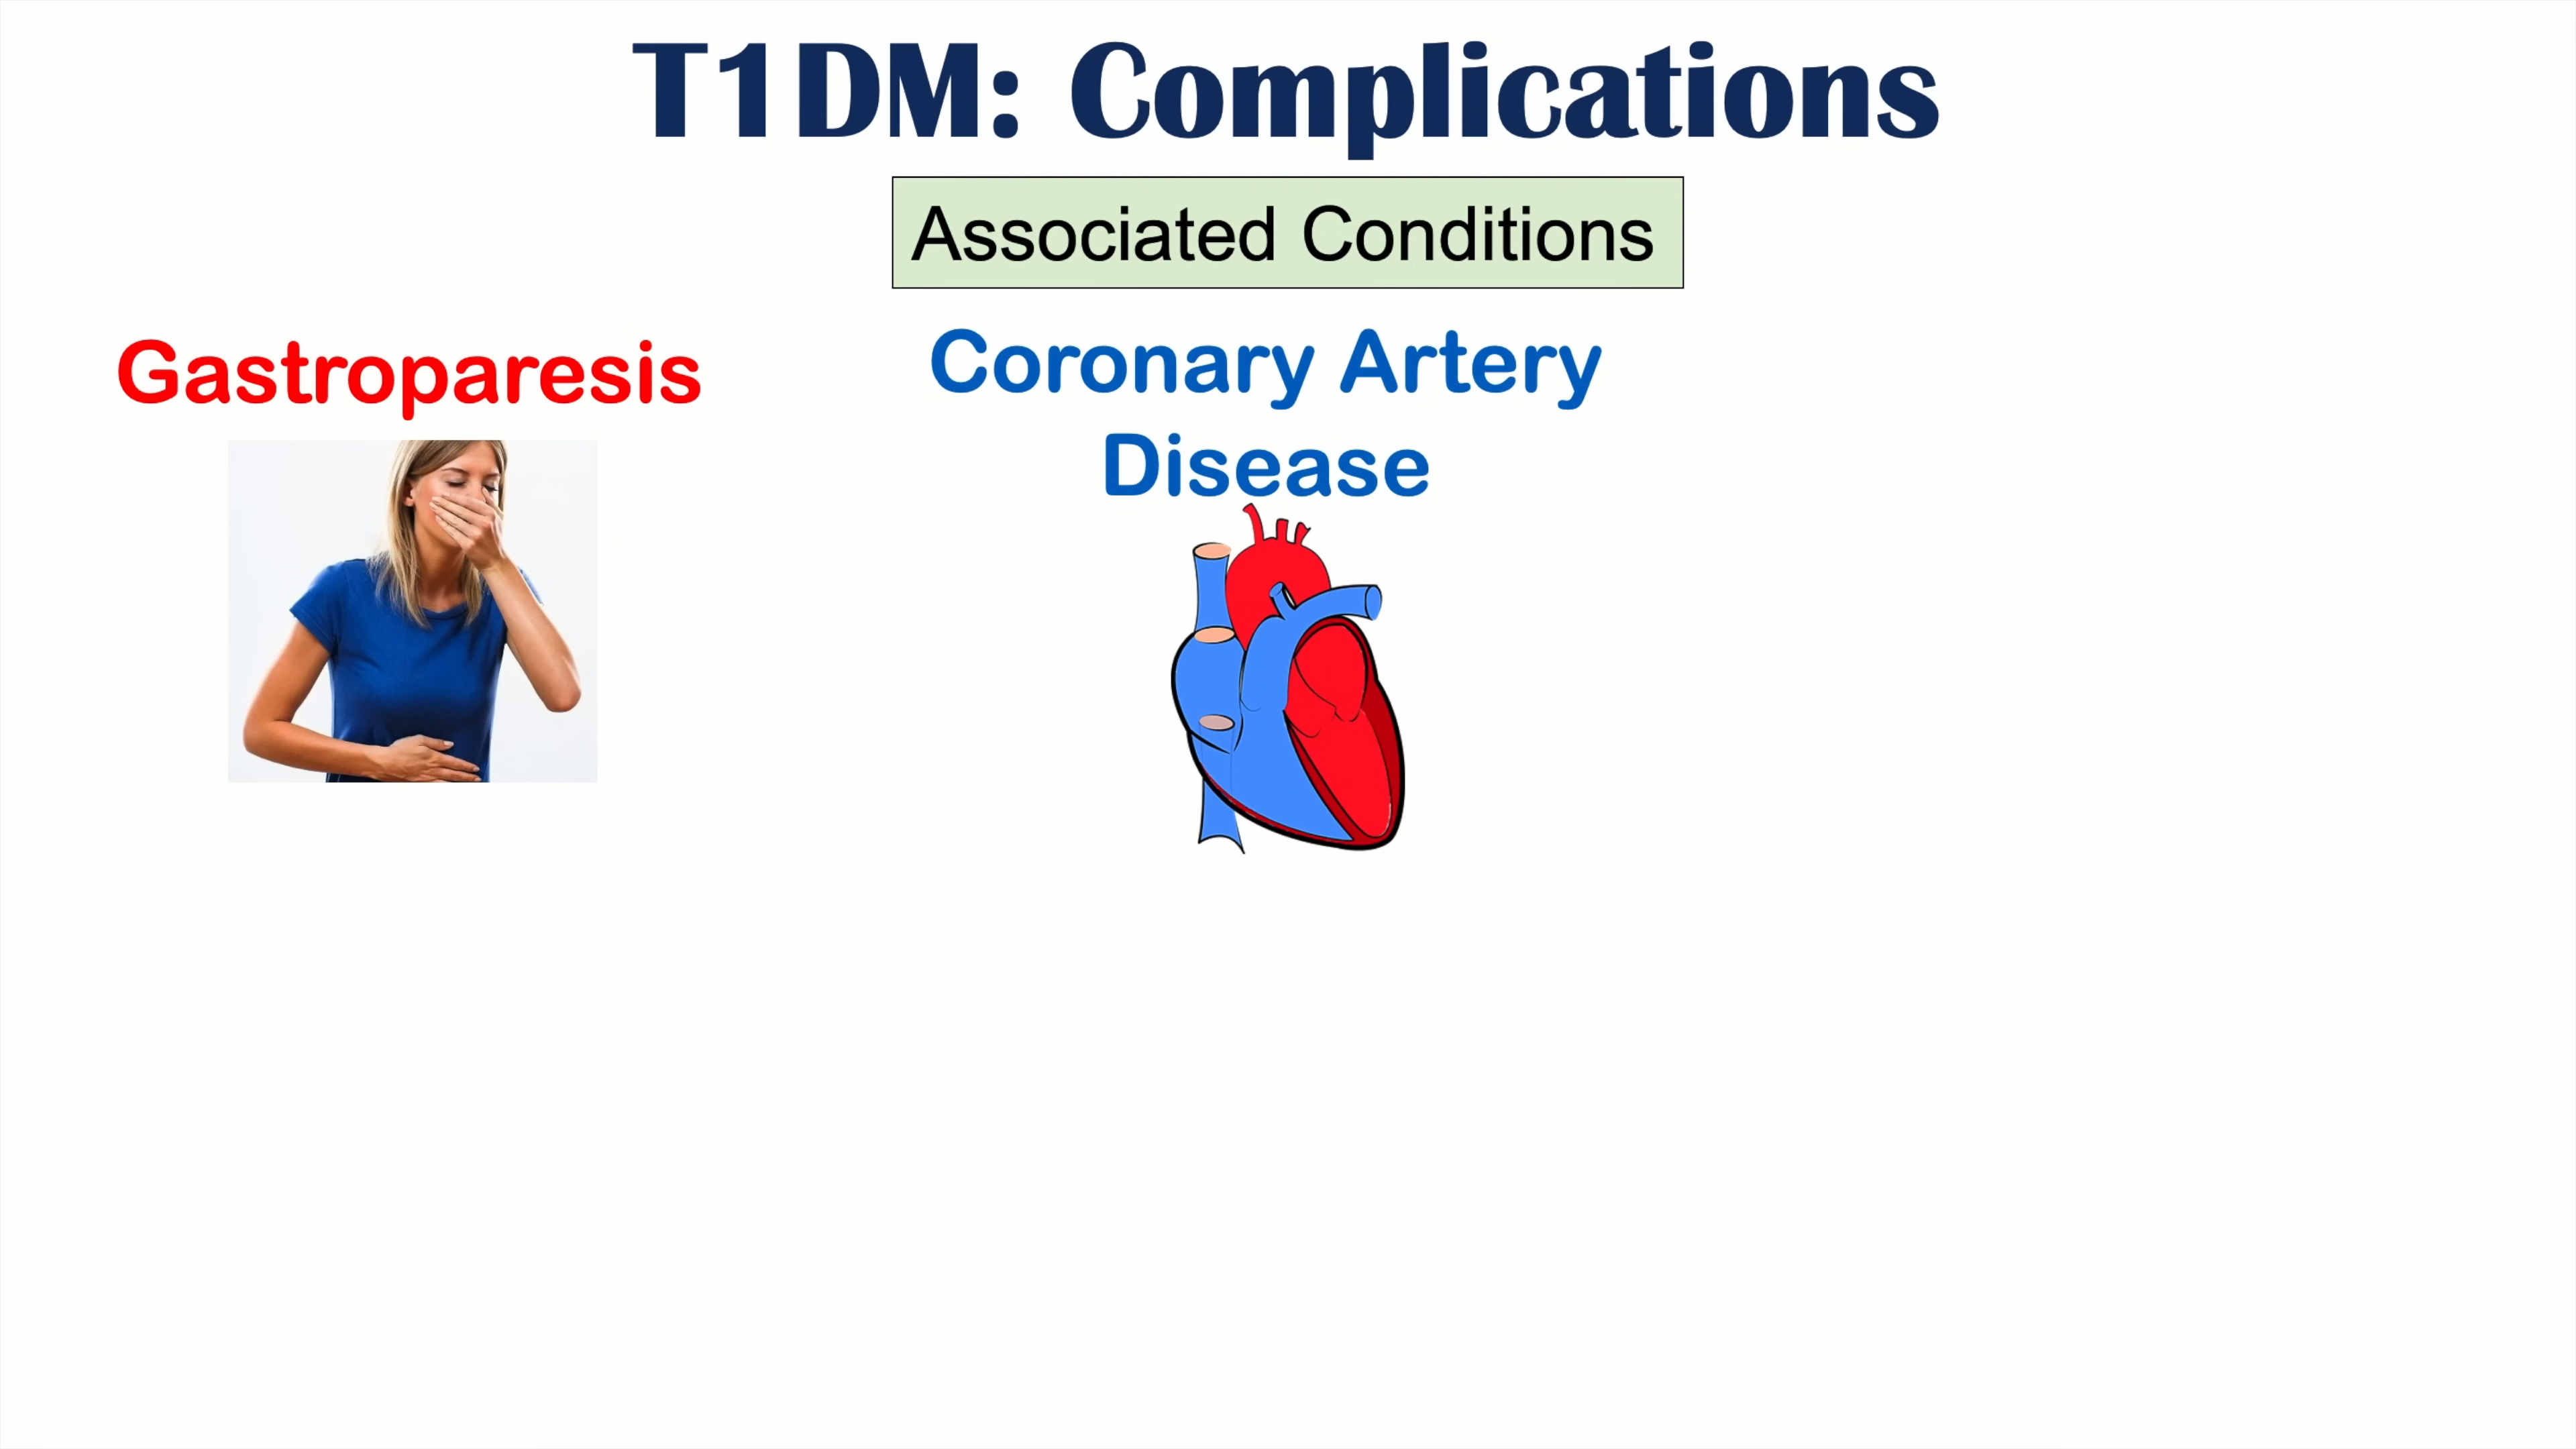 T1DM: Complications
Associated Conditions
Gastroparesis
Coronary Artery
Disease